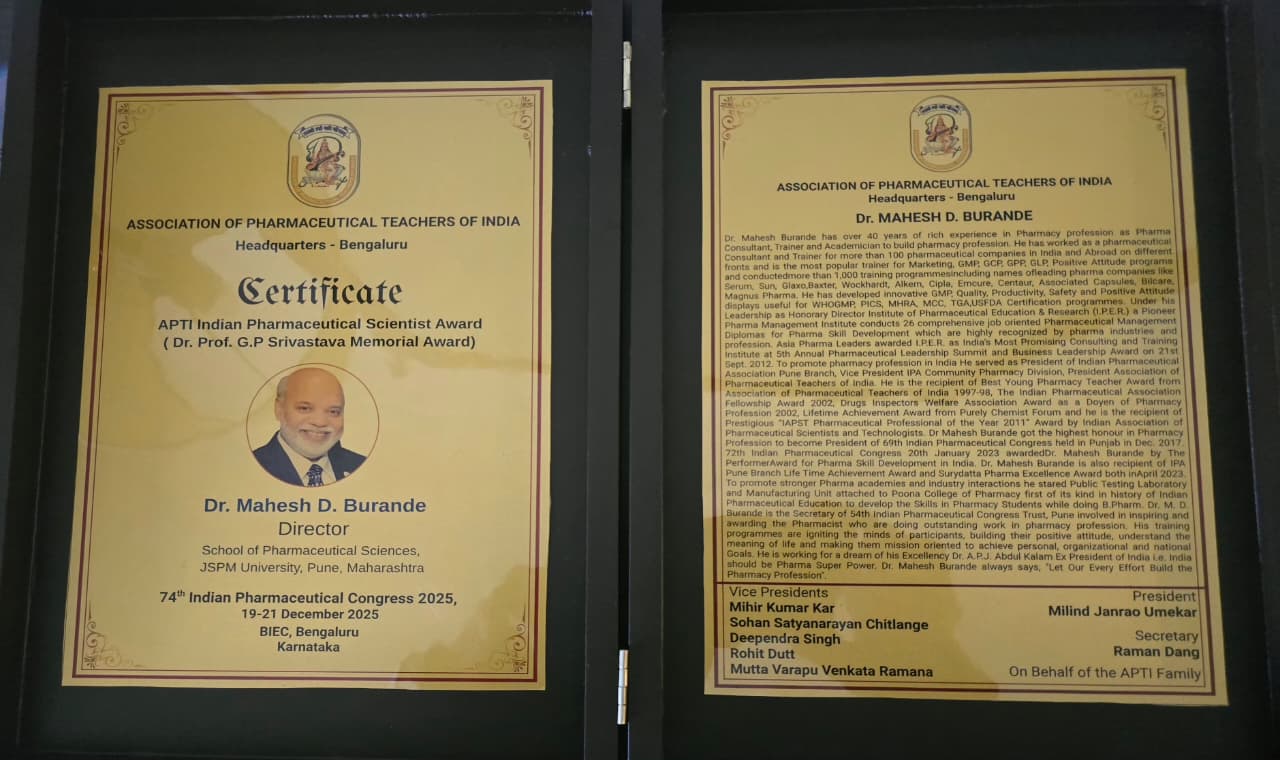 ASSOCIATION OF PHARMACEUTICAL TEACHERS OF INDIA
Headquarters - Bengaluru
Certificate
APTI Indian Pharmaceutical Scientist Award
( Dr. Prof. G.P Srivastava Memorial Award)
Dr. Mahesh D. Burande
Director
School of Pharmaceutical Sciences,
JSPM University, Pune, Maharashtra
74th Indian Pharmaceutical Congress 2025,
19-21 December 2025
BIEC, Bengaluru
Karnataka
ASSOCIATION OF PHARMACEUTICAL TEACHERS OF INDIA
Headquarters - Bengaluru
Dr. MAHESH D. BURANDE
Dr. Mahesh Burande has over 40 years of rich experience in Pharmacy profession as Pharma
Consultant, Trainer and Academician to build pharmacy profession. He has worked as a pharmaceutical
Consultant and Trainer for more than 100 pharmaceutical companies in India and Abroad on different
fronts and is the most popular trainer for Marketing, GMP, GCP, GPP, GLP, Positive Attitude programs
and conductedmore than 1,000 training programmesincluding names ofleading pharma companies like
Serum, Sun, Glaxo,Baxter, Wockhardt, Alkem, Cipla, Emcure, Centaur, Associated Capsules, Bilcare,
Magnus Pharma. He has developed innovative GMP, Quality, Productivity, Safety and Positive Attitude
displays useful for WHOGMP, PICS, MHRA, MCC, TGA,USFDA Certification programmes. Under his
Leadership as Honorary Director Institute of Pharmaceutical Education & Research (I.P.E.R.) a Pioneer
Pharma Management Institute conducts 26 comprehensive job oriented Pharmaceutical Management
Diplomas for Pharma Skill Development which are highly recognized by pharma industries and
profession. Asia Pharma Leaders awarded I.P.E.R. as India's Most Promising Consulting and Training
Institute at 5th Annual Pharmaceutical Leadership Summit and Business Leadership Award on 21st
Sept. 2012. To promote pharmacy profession in India He served as President of Indian Pharmaceutical
Association Pune Branch, Vice President IPA Community Pharmacy Division, President Association of
Pharmaceutical Teachers of India. He is the recipient of Best Young Pharmacy Teacher Award from
Association of Pharmaceutical Teachers of India 1997-98, The Indian Pharmaceutical Association
Fellowship Award 2002, Drugs Inspectors Welfare Association Award as a Doyen of Pharmacy
Profession 2002, Lifetime Achievement Award from Purely Chemist Forum and he is the recipient of
Prestigious "IAPST Pharmaceutical Professional of the Year 2011" Award by Indian Association of
Pharmaceutical Scientists and Technologists. Dr Mahesh Burande got the highest honour in Pharmacy
Profession to become President of 69th Indian Pharmaceutical Congress held in Punjab in Dec. 2017.
72th Indian Pharmaceutical Congress 20th January 2023 awardedDr. Mahesh Burande by The
PerformerAward for Pharma Skill Development in India. Dr. Mahesh Burande is also recipient of IPA
Pune Branch Life Time Achievement Award and Surydatta Pharma Excellence Award both inApril 2023.
To promote stronger Pharma academies and industry interactions he stared Public Testing Laboratory
and Manufacturing Unit attached to Poona College of Pharmacy first of its kind in history of Indian
Pharmaceutical Education to develop the Skills in Pharmacy Students while doing B.Pharm. Dr. M. D.
Burande is the Secretary of 54th Indian Pharmaceutical Congress Trust, Pune involved in inspiring and
awarding the Pharmacist who are doing outstanding work in pharmacy profession. His training
programmes are igniting the minds of participants, building their positive attitude, understand the
meaning of life and making them mission oriented to achieve personal, organizational and national
Goals. He is working for a dream of his Excellency Dr. A.P.J. Abdul Kalam Ex President of India i.e. India
should be Pharma Super Power. Dr. Mahesh Burande always says, "Let Our Every Effort Build the
Pharmacy Profession".
Vice Presidents
Mihir Kumar Kar
Sohan Satyanarayan Chitlange
Deependra Singh
Rohit Dutt
Mutta Varapu Venkata Ramana
President
Milind Janrao Umekar
Secretary
Raman Dang
On Behalf of the APTI Family